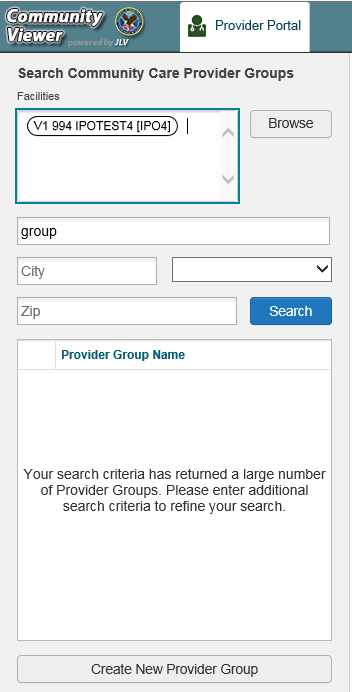 Community
Viewer
powered by JLV
Provider Portal
Search Community Care Provider Groups
Facilities
V1 994 IPOTEST4 [IPO4]
Browse
group
City
Zip
Search
Provider Group Name
Your search criteria has returned a large number
of Provider Groups. Please enter additional
search criteria to refine your search.
Create New Provider Group